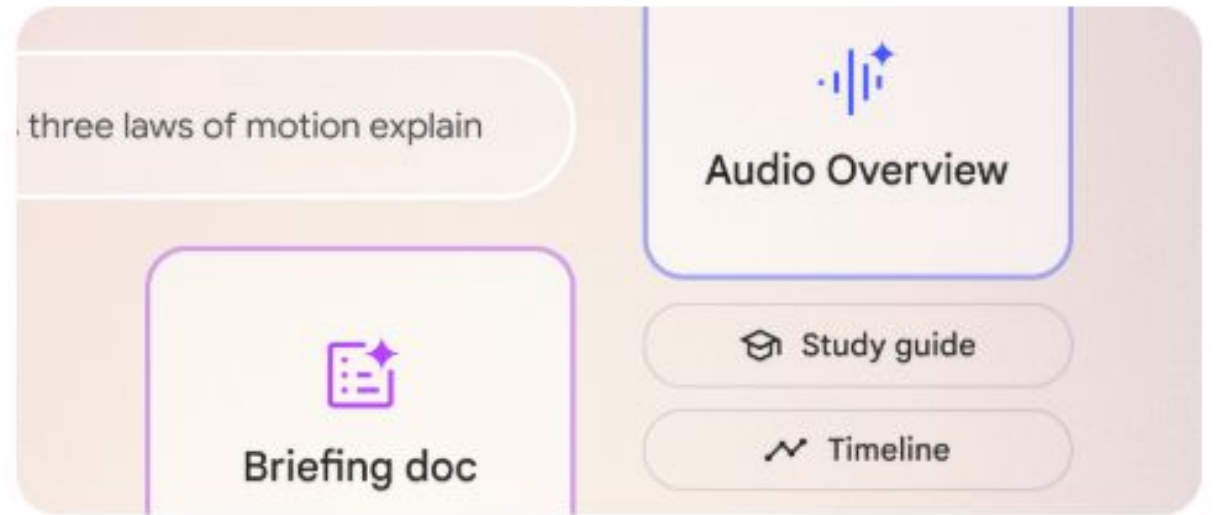 three laws of motion explain
Audio Overview
Briefing doc
Study guide
Timeline